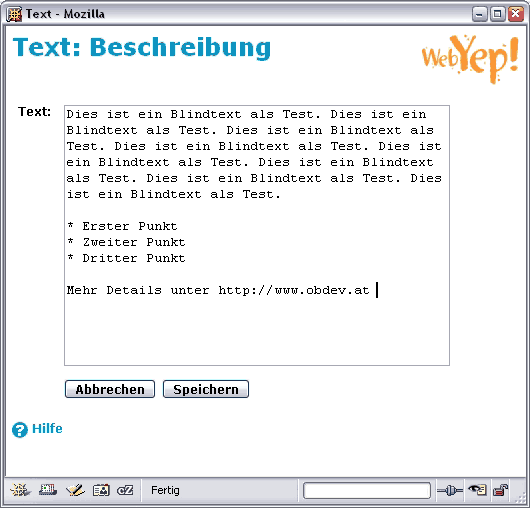 Text - Mozilla
Text: Beschreibung
WebYep!
Text:
Dies ist ein Blindtext als Test. Dies ist ein
Blindtext als Test. Dies ist ein Blindtext als
Test. Dies ist ein Blindtext als Test. Dies ist
ein Blindtext als Test. Dies ist ein Blindtext
als Test. Dies ist ein Blindtext als Test. Dies
ist ein Blindtext als Test.
* Erster Punkt
* Zweiter Punkt
* Dritter Punkt
Mehr Details unter http://www.obdev.at
Abbrechen Speichern
? Hilfe
cZ Fertig